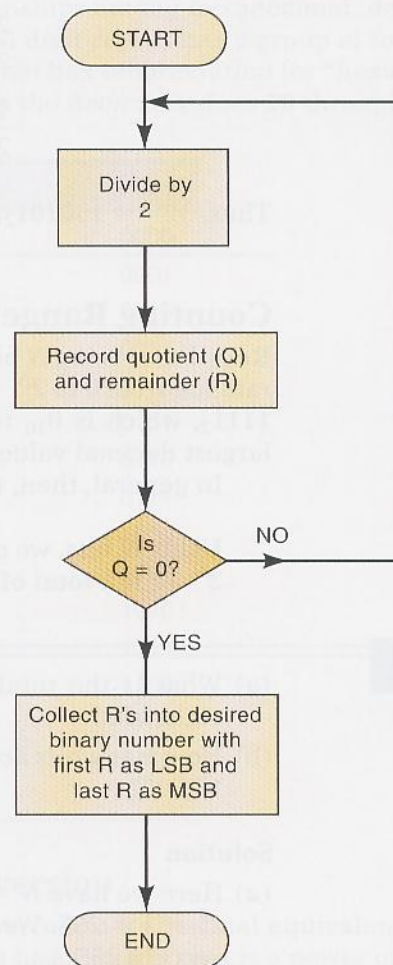 START
Divide by
2
Record quotient (Q)
and remainder (R)
Is
Q = 0?
NO
YES
Collect R's into desired
binary number with
first R as LSB and
last R as MSB
END